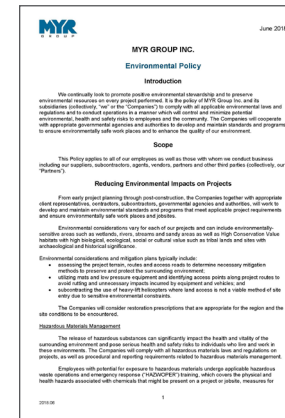 MYR
GROUP
June 2018
MYR GROUP INC.
Environmental Policy
Introduction
We continually look to promote positive environmental stewardship and to preserve
environmental resources on every project performed. It is the policy of MYR Group Inc. and its
subsidiaries (collectively, "we" or the "Companies") to comply with all applicable environmental laws and
regulations and to conduct operations in a manner which will control and minimize potential
environmental, health and safety risks to employees and the community. The Companies will cooperate
with appropriate governmental agencies and authorities to develop and maintain standards and programs
to ensure environmentally safe work places and to enhance the quality of our environment.
Scope
This Policy applies to all of our employees as well as those with whom we conduct business
including our suppliers, subcontractors, agents, vendors, partners and other third parties (collectively, our
"Partners").
Reducing Environmental Impacts on Projects
From early project planning through post-construction, the Companies together with appropriate
client representatives, contractors, subcontractors, governmental agencies and authorities, will work to
develop and maintain environmental standards and programs that meet applicable project requirements
and ensure environmentally safe work places and jobsites.
Environmental considerations vary for each of our projects and can include environmentally-
sensitive areas such as wetlands, rivers, streams and sandy areas as well as High Conservation Value
habitats with high biological, ecological, social or cultural value such as tribal lands and sites with
archaeological and historical significance.
Environmental considerations and mitigation plans typically include:
• assessing the project terrain, routes and access roads to determine necessary mitigation
methods to preserve and protect the surrounding environment;
• utilizing mats and low pressure equipment and identifying access points along project routes to
avoid rutting and unnecessary impacts incurred by equipment and vehicles; and
• subcontracting the use of heavy-lift helicopters where land access is not a viable method of site
entry due to sensitive environmental constraints.
The Companies will consider restoration prescriptions that are appropriate for the region and the
site conditions to be encountered.
Hazardous Materials Management
The release of hazardous substances can significantly impact the health and vitality of the
surrounding environment and pose serious health and safety risks to individuals who live and work in
these environments. The Companies will comply with all hazardous materials laws and regulations on
projects, as well as procedural and reporting requirements related to hazardous materials management.
Employees with potential for exposure to hazardous materials undergo applicable hazardous
waste operations and emergency response ("HAZWOPER") training, which covers the physical and
health hazards associated with chemicals that might be present on a project or jobsite, measures for
1
2018.06